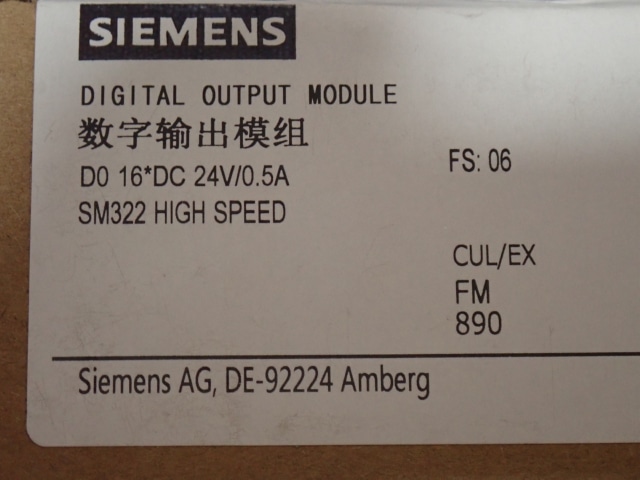 SIEMENS
DIGITAL OUTPUT MODULE
数字输出模组
D0 16*DC 24V/0.5A
SM322 HIGH SPEED
FS: 06
CUL/EX
FM
890
Siemens AG, DE-92224 Amberg